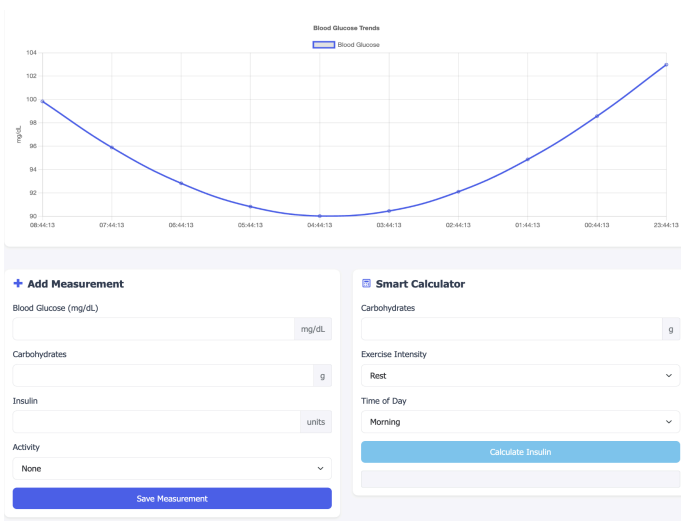 Blood Glucose Trends
Blood Glucose
104
102
100
98
96
94
92
90
mg/dL
08:44:13 07:44:13 06:44:13 05:44:13 04:44:13 03:44:13 02:44:13 01:44:13 00:44:13 23:44:13
Add Measurement
Blood Glucose (mg/dL)
mg/dL
Carbohydrates
g
Insulin
units
Activity
None
Save Measurement
Smart Calculator
Carbohydrates
g
Exercise Intensity
Rest
Time of Day
Morning
Calculate Insulin